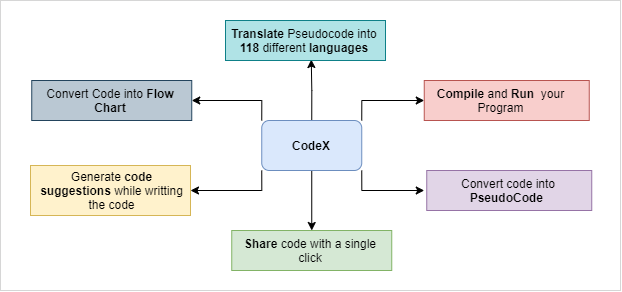 Translate Pseudocode into
118 different languages
Convert Code into Flow
Chart
Compile and Run your
Program
CodeX
Generate code
suggestions while writting
the code
Convert code into
PseudoCode
Share code with a single
click